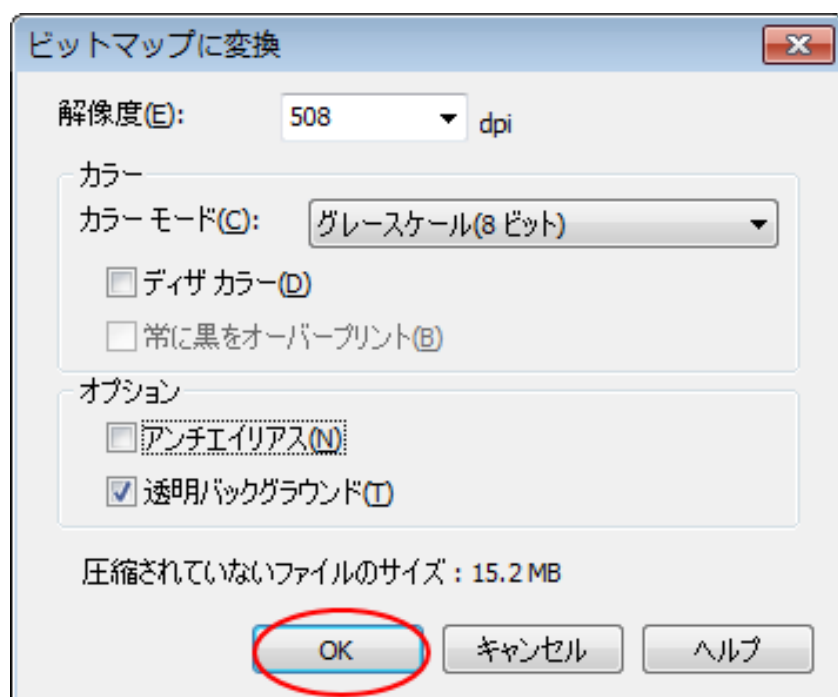 ビットマップに変換
解像度(E): 508 dpi
カラー
カラー モード(C): グレースケール(8 ビット)
ディザ カラー(D)
常に黒をオーバープリント(B)
オプション
アンチエイリアス(N)
透明バックグラウンド(T)
圧縮されていないファイルのサイズ : 15.2 MB
OK キャンセル ヘルプ